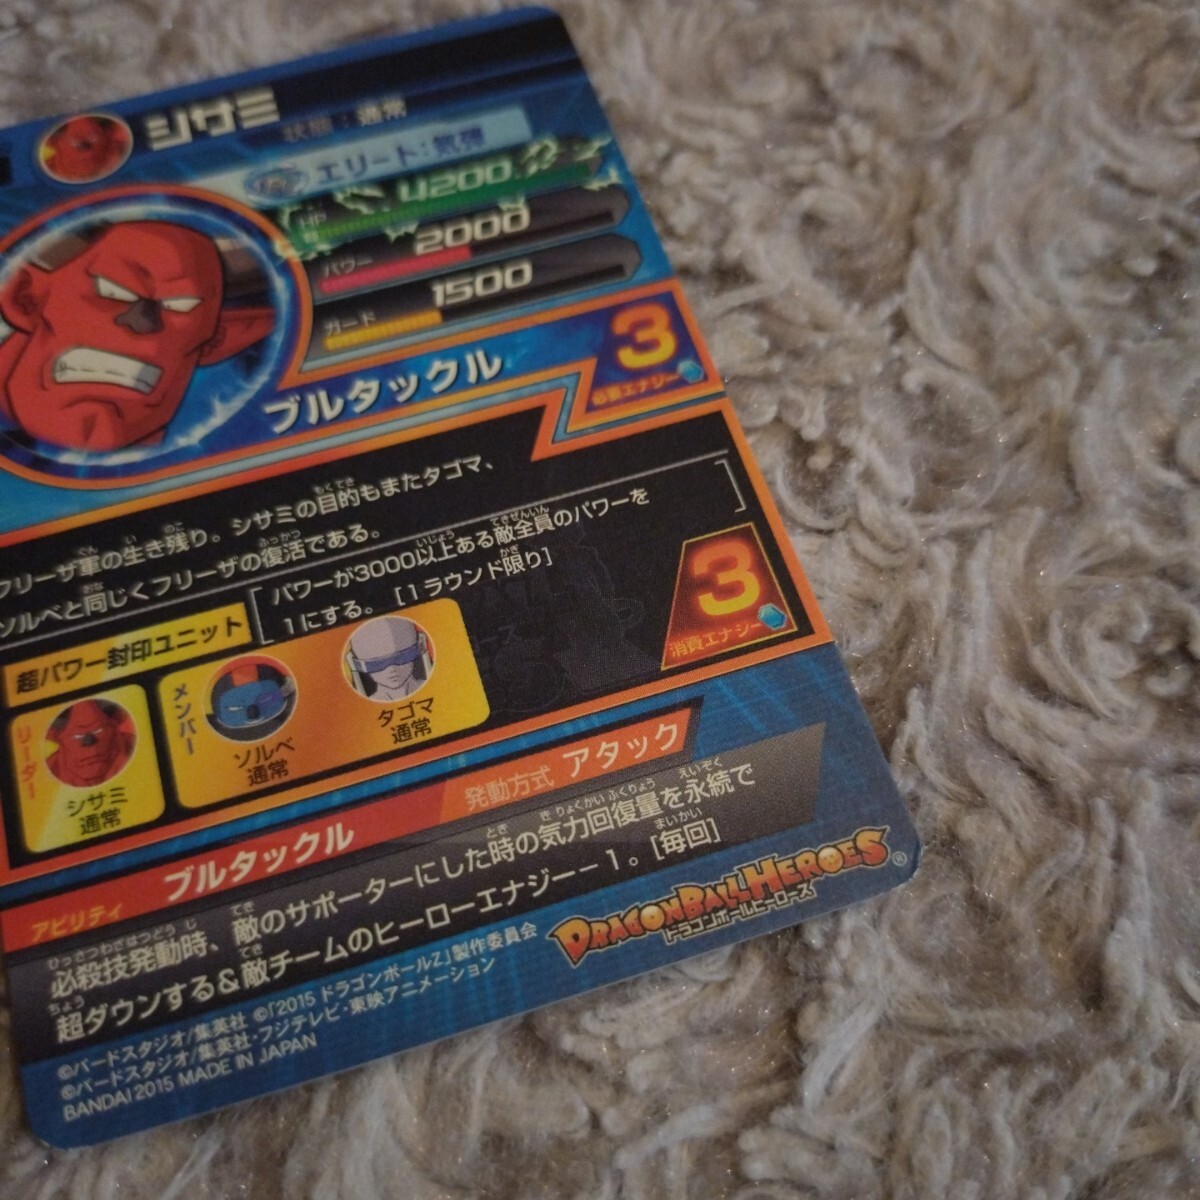 シサミ
状態：通常
エリート：気弾
HP 4200
パワー 2000
ガード 1500
ブルタックル
3
必要エナジー
フリーザ軍の生き残り。シサミの目的もまたタゴマ、
ソルベと同じくフリーザの復活である。
超パワー封印ユニット
パワーが3000以上ある敵全員のパワーを
1にする。[1ラウンド限り]
3
消費エナジー
リーダー
シサミ
通常
メンバー
ソルベ
通常
タゴマ
通常
アビリティ ブルタックル 発動方式 アタック
必殺技発動時、敵のサポーターにした時の気力回復量を永続で
超ダウンする&敵チームのヒーローエナジー－1。[毎回]
©バードスタジオ/集英社 ©「2015 ドラゴンボールZ」製作委員会
©バードスタジオ/集英社・フジテレビ・東映アニメーション
BANDAI 2015 MADE IN JAPAN
DRAGONBALL HEROES®
ドラゴンボールヒーローズ